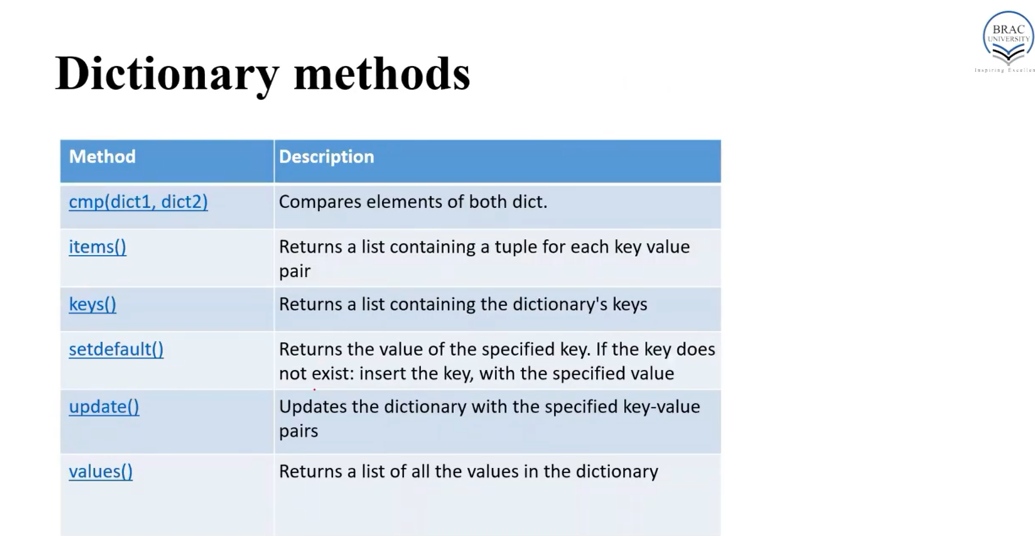 BRAC
UNIVERSITY
Inspiring Excellence
Dictionary methods
Method Description
cmp(dict1, dict2) Compares elements of both dict.
items() Returns a list containing a tuple for each key value
pair
keys() Returns a list containing the dictionary's keys
setdefault() Returns the value of the specified key. If the key does
not exist: insert the key, with the specified value
update() Updates the dictionary with the specified key-value
pairs
values() Returns a list of all the values in the dictionary